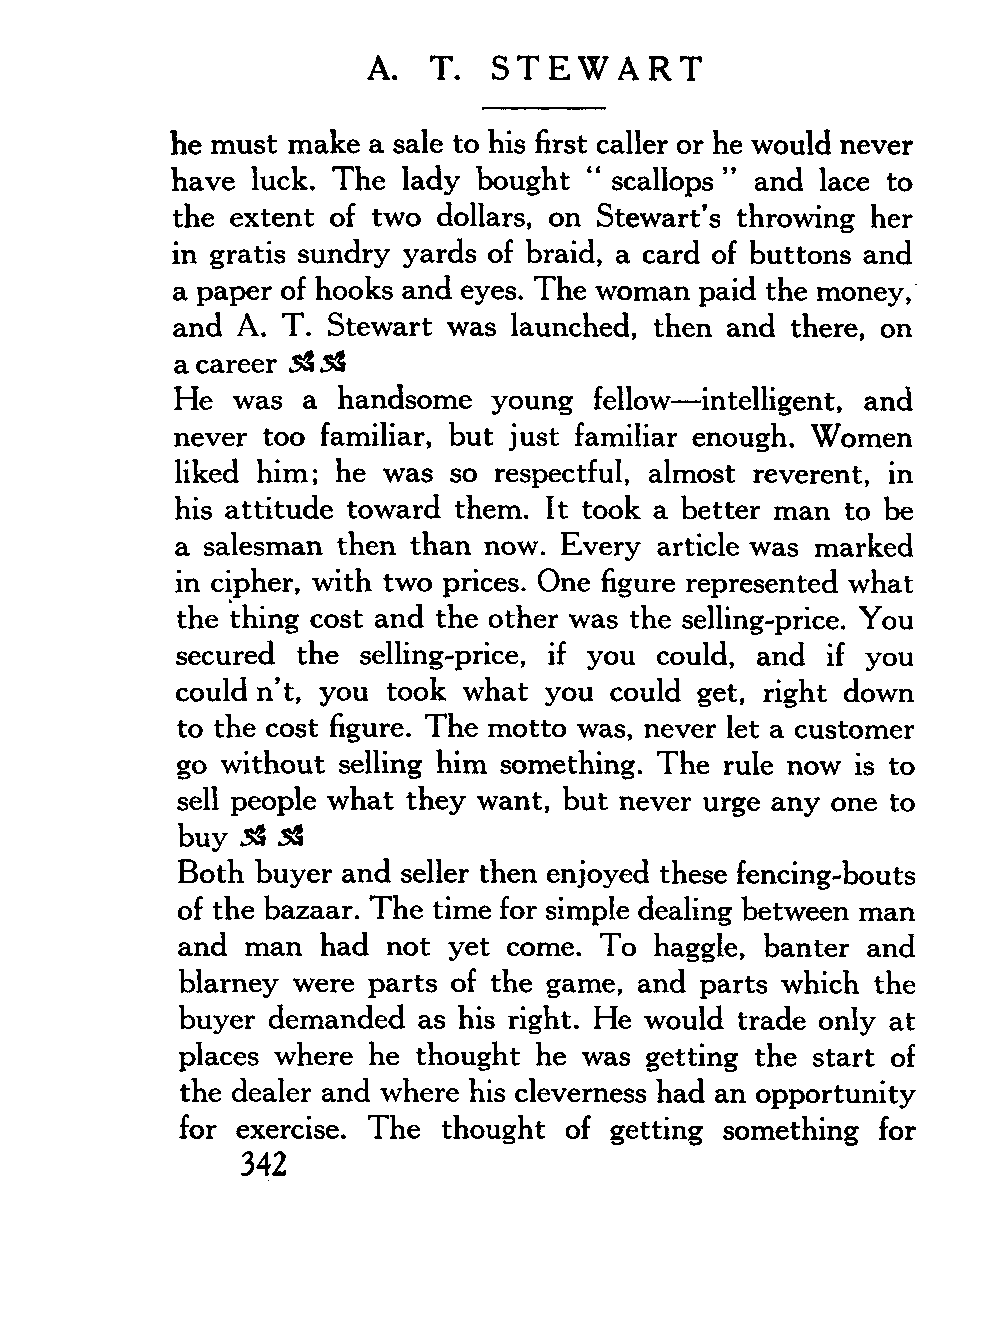 A. T. STEWART
he must make a sale to his first caller or he would never
have luck. The lady bought " scallops " and lace to
the extent of two dollars, on Stewart's throwing her
in gratis sundry yards of braid, a card of buttons and
a paper of hooks and eyes. The woman paid the money,
and A. T. Stewart was launched, then and there, on
a career
He was a handsome young fellow—intelligent, and
never too familiar, but just familiar enough. Women
liked him; he was so respectful, almost reverent, in
his attitude toward them. It took a better man to be
a salesman then than now. Every article was marked
in cipher, with two prices. One figure represented what
the thing cost and the other was the selling-price. You
secured the selling-price, if you could, and if you
could n't, you took what you could get, right down
to the cost figure. The motto was, never let a customer
go without selling him something. The rule now is to
sell people what they want, but never urge any one to
buy
Both buyer and seller then enjoyed these fencing-bouts
of the bazaar. The time for simple dealing between man
and man had not yet come. To haggle, banter and
blarney were parts of the game, and parts which the
buyer demanded as his right. He would trade only at
places where he thought he was getting the start of
the dealer and where his cleverness had an opportunity
for exercise. The thought of getting something for
342